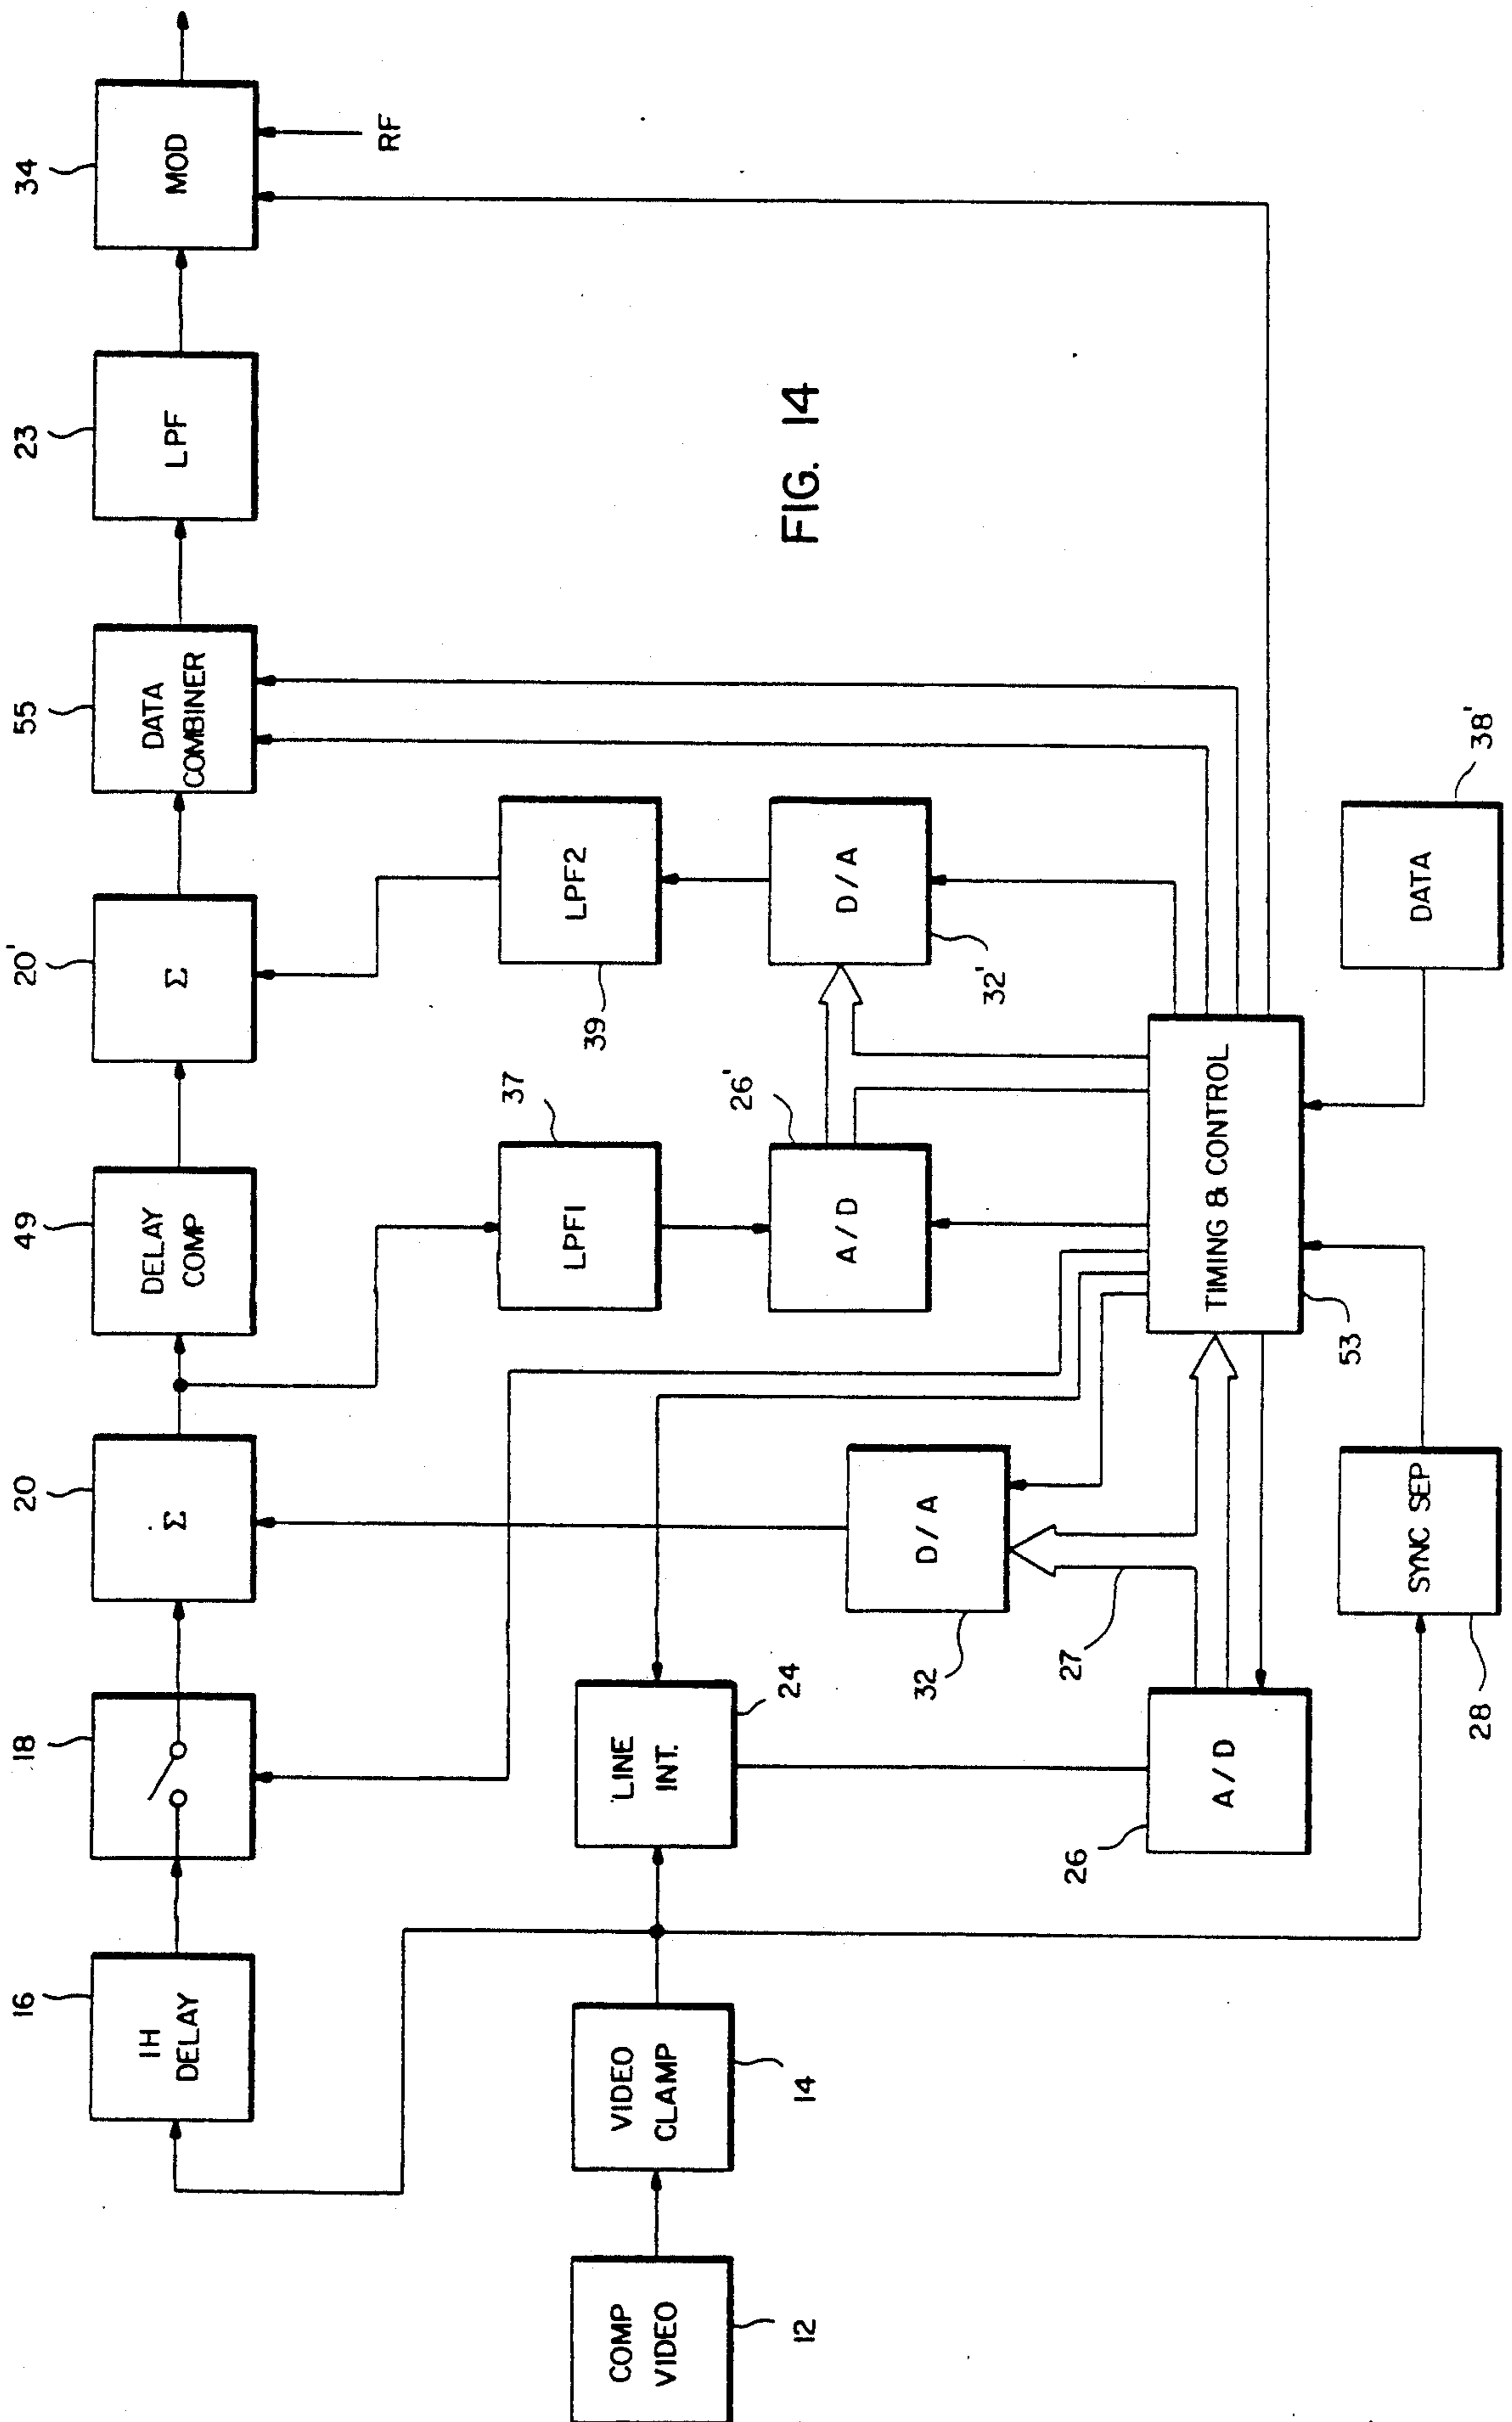 16
1H
DELAY
18
20
Σ
49
DELAY
COMP
20'
Σ
55
DATA
COMBINER
23
LPF
34
MOD
RF
12
COMP
VIDEO
14
VIDEO
CLAMP
24
LINE
INT.
37
LPF1
39
LPF2
32
D/A
26'
A/D
32'
D/A
27
26
A/D
53
TIMING & CONTROL
28
SYNC SEP
38'
DATA
FIG. 14